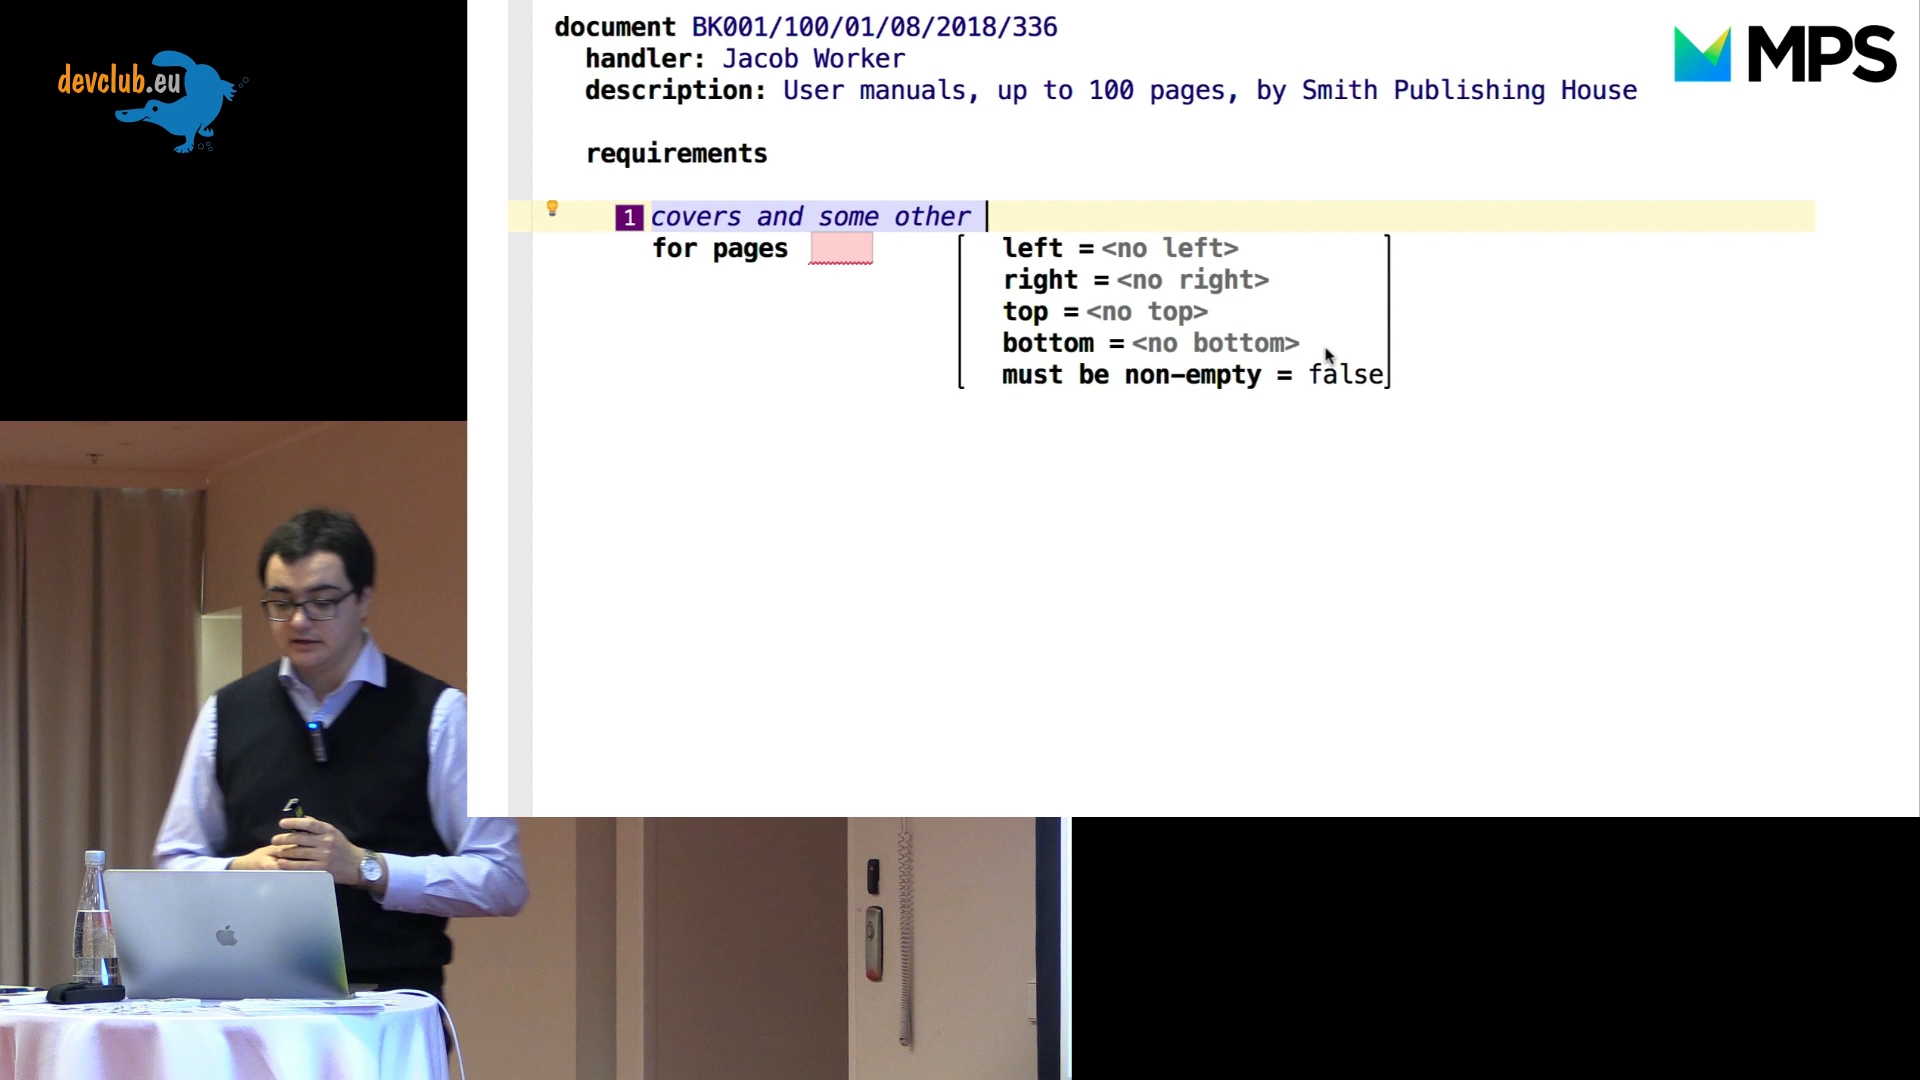 devclub.eu
document BK001/100/01/08/2018/336
handler: Jacob Worker
description: User manuals, up to 100 pages, by Smith Publishing House
MPS
requirements
1 covers and some other
for pages
left = <no left>
right = <no right>
top = <no top>
bottom = <no bottom>
must be non-empty = false